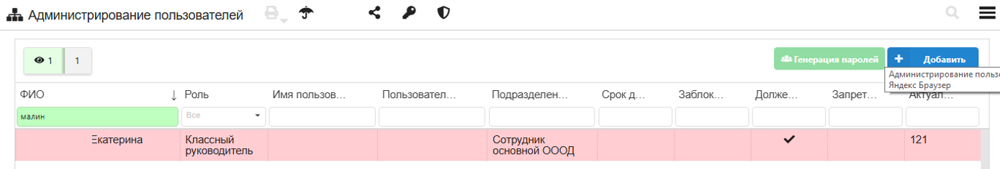 Администрирование пользователей
1 1
Генерация паролей + Добавить
Администрирование пользо
Яндекс Браузер
ФИО ↓ Роль Имя пользов... Пользовател... Подразделен... Срок д... Заблок... Долже... Запрет... Актуал...
малин Все
Екатерина Классный руководитель Сотрудник основной ОООД 121